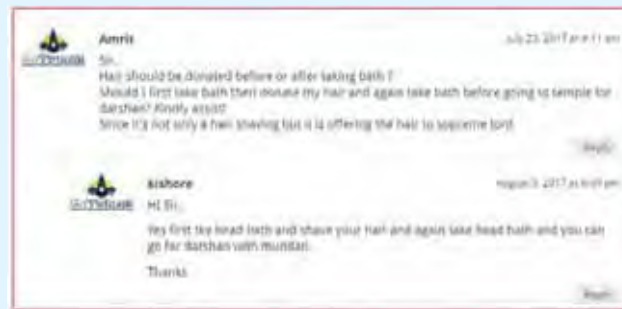 Amrit
July 23, 2017 at 6:11 am
Sir,
Hair should be donated before or after taking bath ?
Should I first take bath then donate my hair and again take bath before going to temple for
darshan? Kindly assist!
Since it's not only a hair shaving but it is offering the hair to supreme lord
Reply
kishore
August 3, 2017 at
HI Sir,
Yes first tke head bath and shave your hair and again take head bath and you can
go for darshan with mundan.
Thanks
Reply